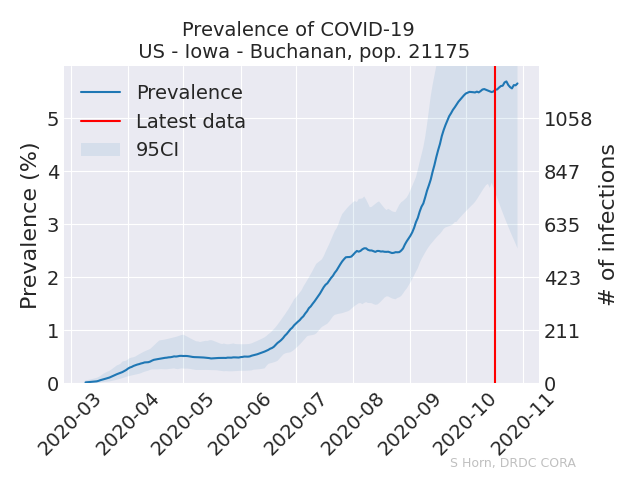 Prevalence of COVID-19
US - Iowa - Buchanan, pop. 21175
Prevalence
Latest data
95CI
Prevalence (%)
5
4
3
2
1
0
1058
847
635
423
211
0
# of infections
2020-03
2020-04
2020-05
2020-06
2020-07
2020-08
2020-09
2020-10
2020-11
S Horn, DRDC CORA